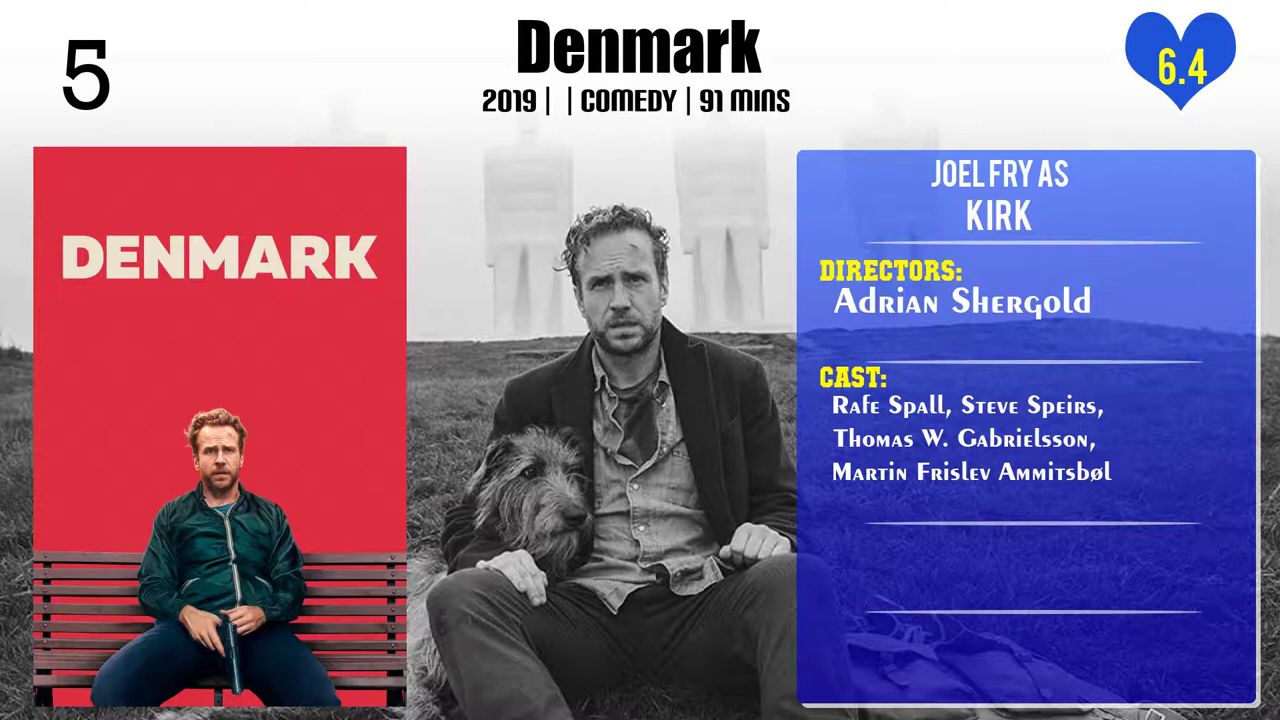 5
Denmark
2019 | | COMEDY | 91 MINS
6.4
DENMARK
JOEL FRY AS
KIRK
DIRECTORS:
Adrian Shergold
CAST:
Rafe Spall, Steve Speirs,
Thomas W. Gabrielsson,
Martin Frislev Ammitsbøl